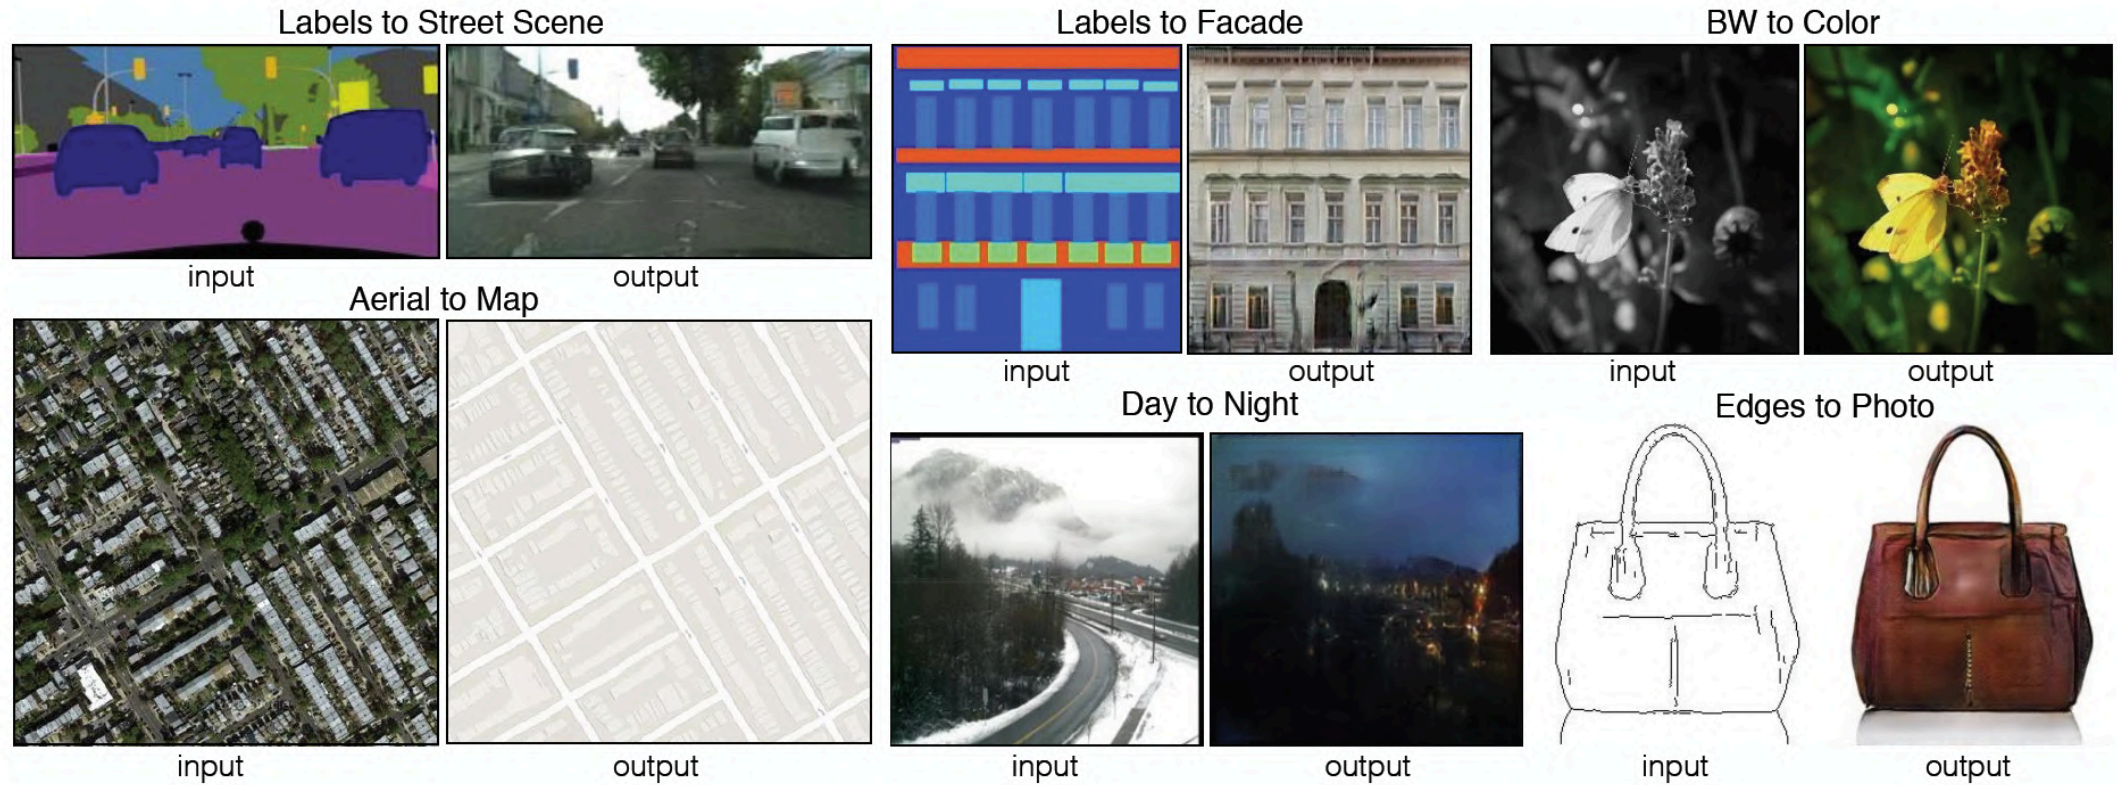 Labels to Street Scene
input
output
Aerial to Map
input
output
Labels to Facade
input
output
BW to Color
input
output
Day to Night
input
output
Edges to Photo
input
output